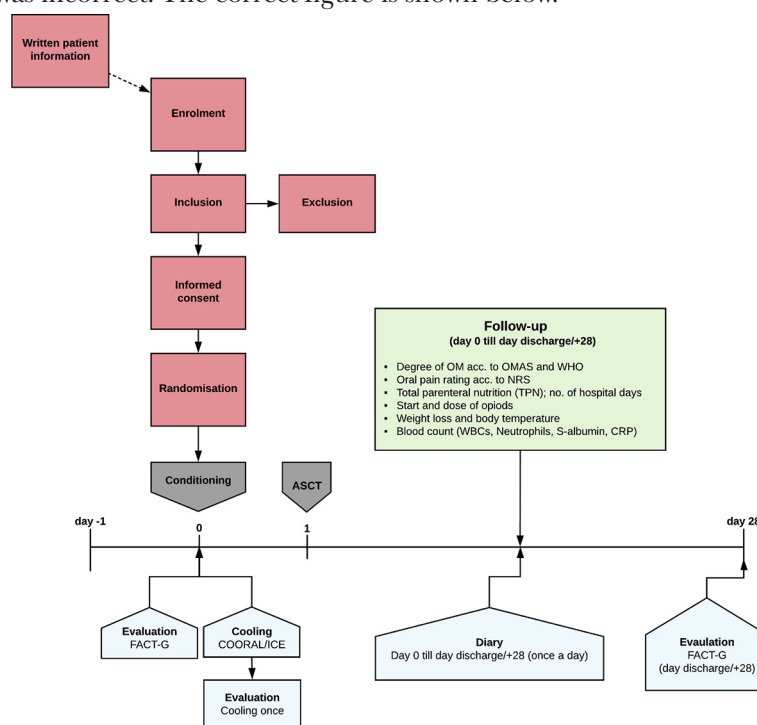 was incorrect. The correct figure is shown below.
Written patient
information
Enrolment
Inclusion
Exclusion
Informed
consent
Randomisation
Follow-up
(day 0 till day discharge/+28)
• Degree of OM acc. to OMAS and WHO
• Oral pain rating acc. to NRS
• Total parenteral nutrition (TPN); no. of hospital days
• Start and dose of opiods
• Weight loss and body temperature
• Blood count (WBCs, Neutrophils, S-albumin, CRP)
Conditioning
ASCT
day -1
0
1
day 28
Evaluation
FACT-G
Cooling
COORAL/ICE
Evaluation
Cooling once
Diary
Day 0 till day discharge/+28 (once a day)
Evaulation
FACT-G
(day discharge/+28)